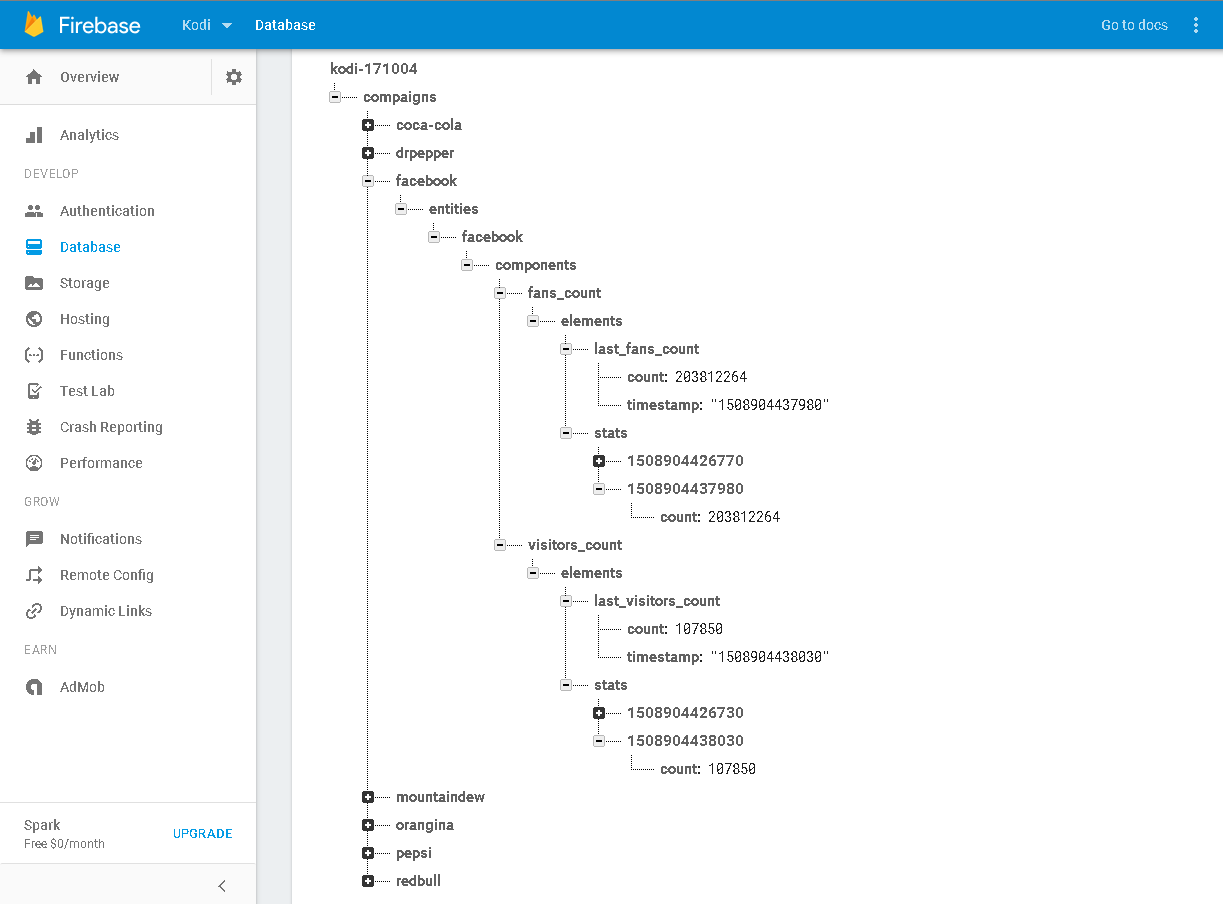 Firebase Kodi Database Go to docs
Overview
Analytics
DEVELOP
Authentication
Database
Storage
Hosting
Functions
Test Lab
Crash Reporting
Performance
GROW
Notifications
Remote Config
Dynamic Links
EARN
AdMob
Spark
Free $0/month
UPGRADE
kodi-171004
compaigns
coca-cola
drpepper
facebook
entities
facebook
components
fans_count
elements
last_fans_count
count: 203812264
timestamp: "1508904437980"
stats
1508904426770
1508904437980
count: 203812264
visitors_count
elements
last_visitors_count
count: 107850
timestamp: "1508904438030"
stats
1508904426730
1508904438030
count: 107850
mountaindew
orangina
pepsi
redbull